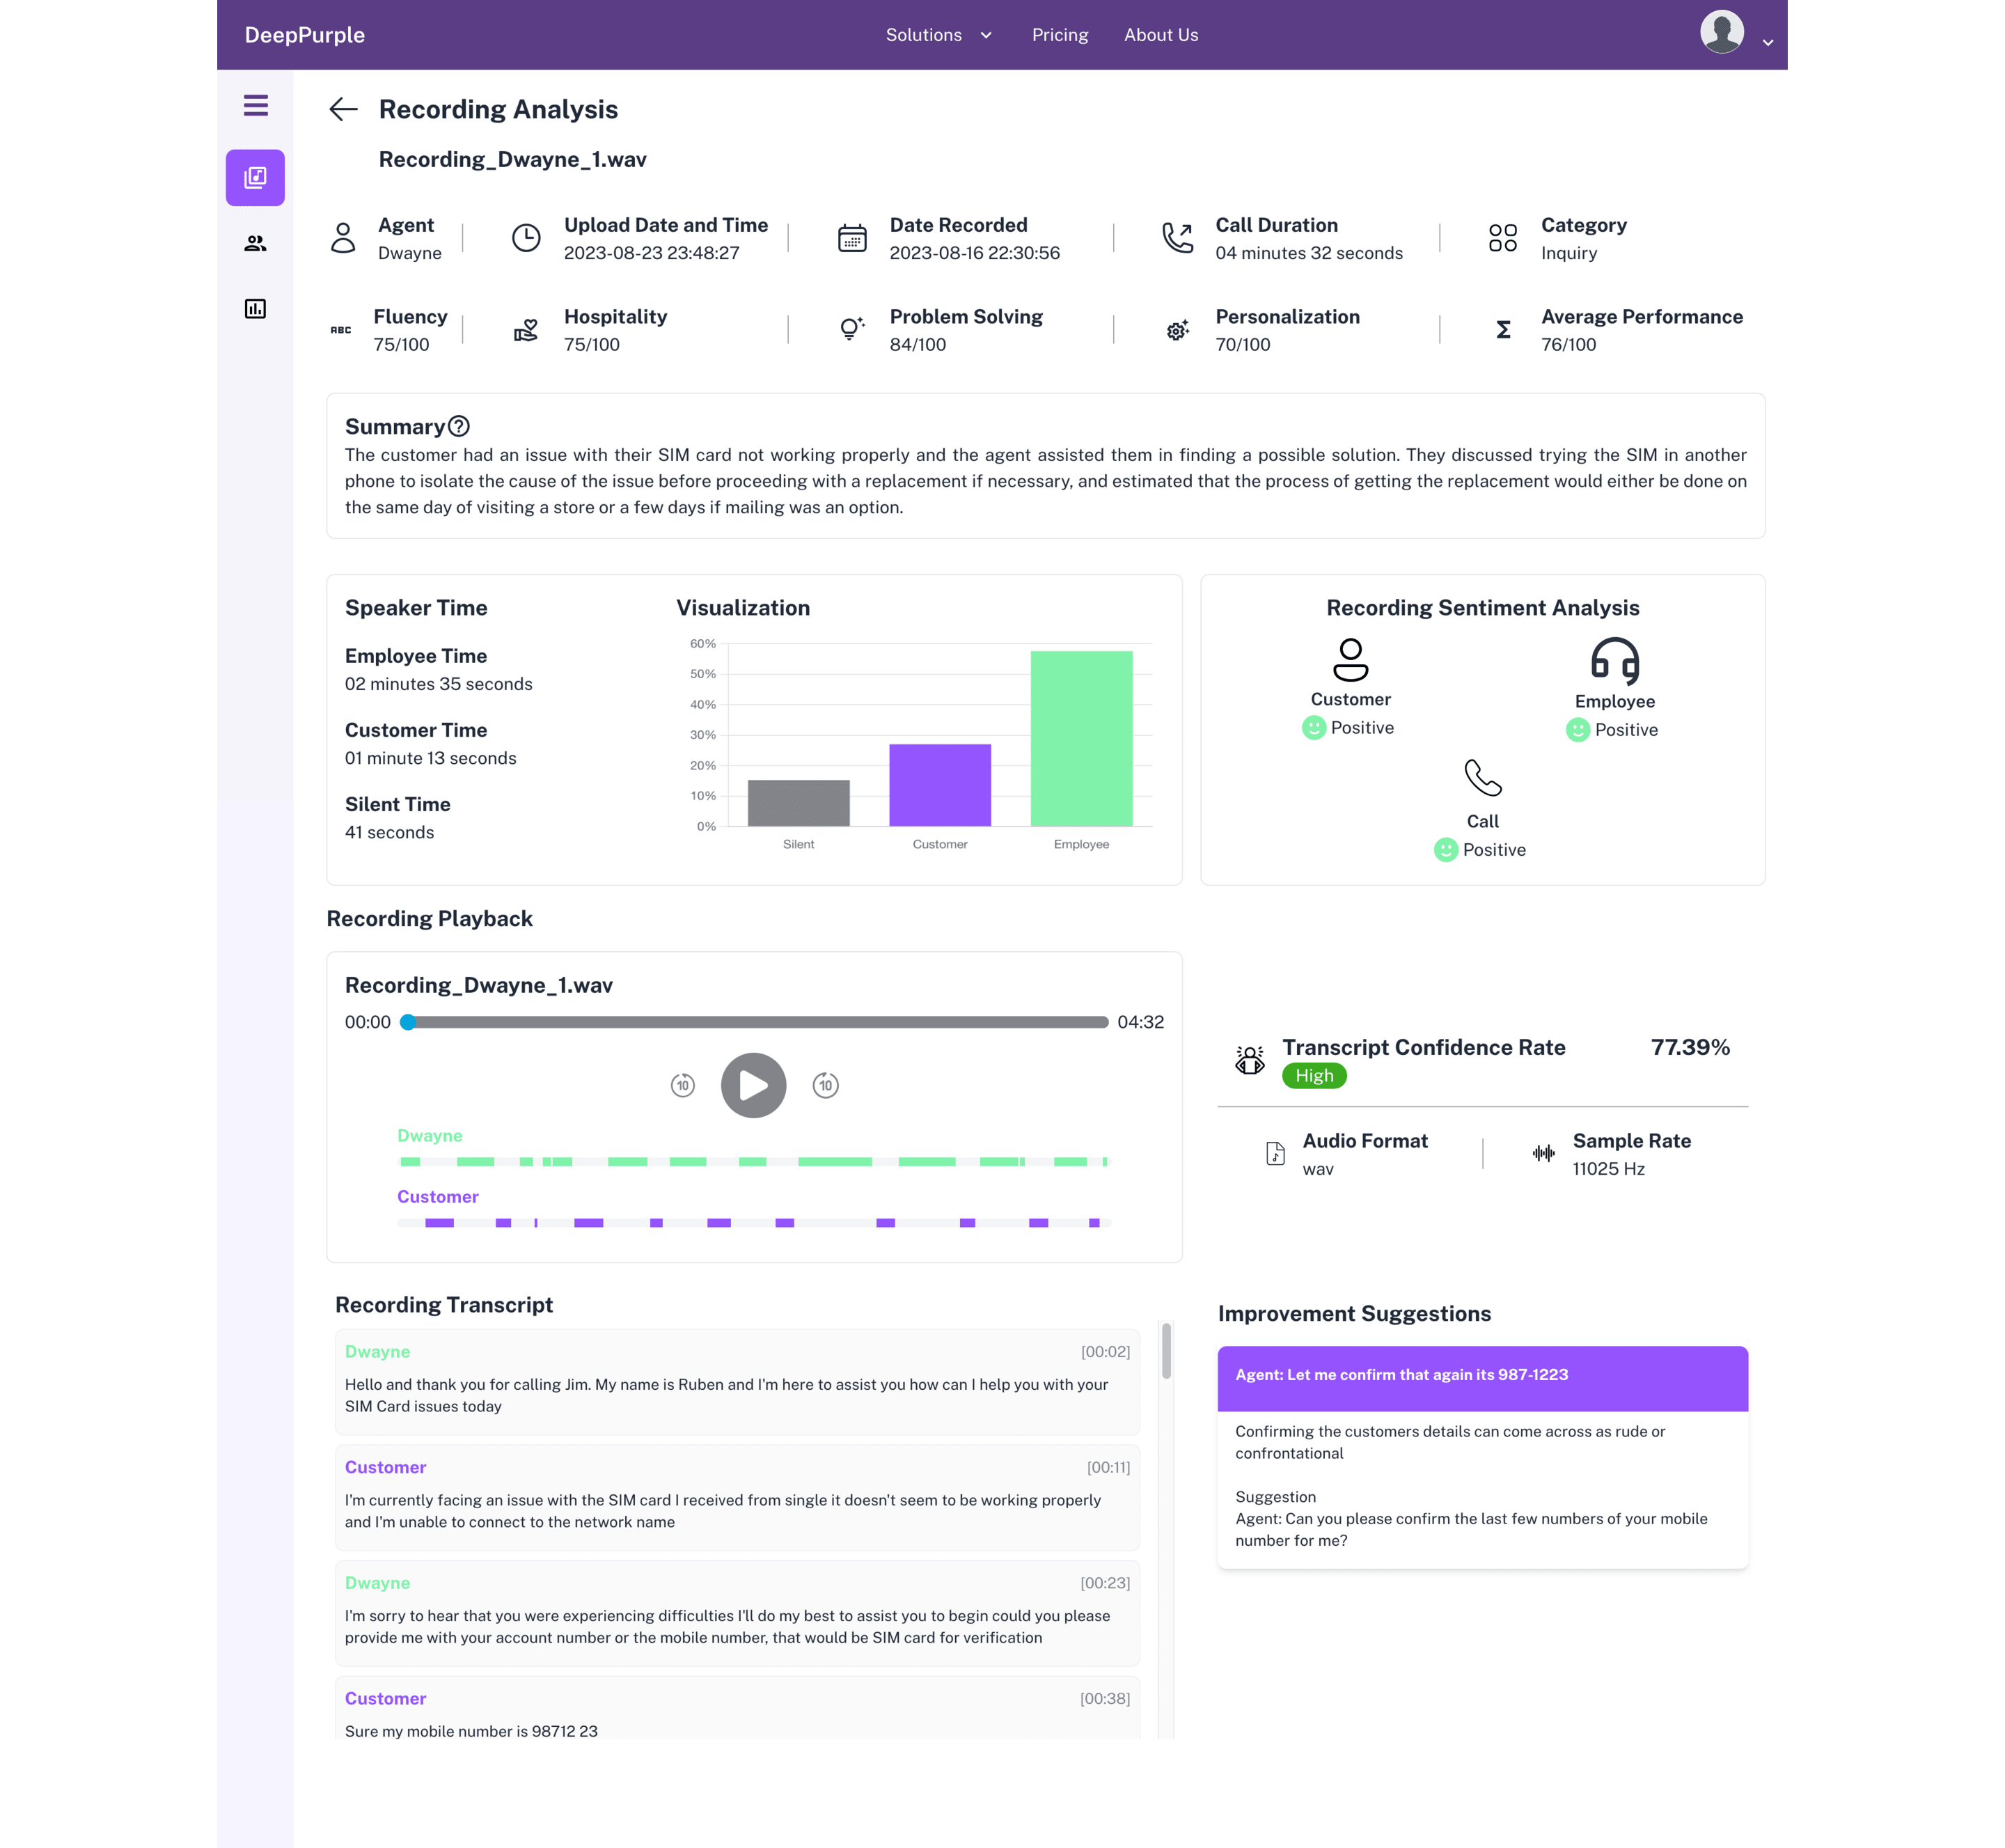 DeepPurple
Solutions
Pricing
About Us
Recording Analysis
Recording_Dwayne_1.wav
Agent
Dwayne
Upload Date and Time
2023-08-23 23:48:27
Date Recorded
2023-08-16 22:30:56
Call Duration
04 minutes 32 seconds
Category
Inquiry
ABC
Fluency
75/100
Hospitality
75/100
Problem Solving
84/100
Personalization
70/100
Σ
Average Performance
76/100
Summary
The customer had an issue with their SIM card not working properly and the agent assisted them in finding a possible solution. They discussed trying the SIM in another
phone to isolate the cause of the issue before proceeding with a replacement if necessary, and estimated that the process of getting the replacement would either be done on
the same day of visiting a store or a few days if mailing was an option.
Speaker Time
Employee Time
02 minutes 35 seconds
Customer Time
01 minute 13 seconds
Silent Time
41 seconds
Visualization
60%
50%
40%
30%
20%
10%
0%
Silent
Customer
Employee
Recording Sentiment Analysis
Customer
Positive
Employee
Positive
Call
Positive
Recording Playback
Recording_Dwayne_1.wav
00:00
04:32
10
10
Dwayne
Customer
Transcript Confidence Rate
77.39%
High
Audio Format
wav
Sample Rate
11025 Hz
Recording Transcript
Dwayne
[00:02]
Hello and thank you for calling Jim. My name is Ruben and I'm here to assist you how can I help you with your
SIM Card issues today
Customer
[00:11]
I'm currently facing an issue with the SIM card I received from single it doesn't seem to be working properly
and I'm unable to connect to the network name
Dwayne
[00:23]
I'm sorry to hear that you were experiencing difficulties I'll do my best to assist you to begin could you please
provide me with your account number or the mobile number, that would be SIM card for verification
Customer
[00:38]
Sure my mobile number is 98712 23
Improvement Suggestions
Agent: Let me confirm that again its 987-1223
Confirming the customers details can come across as rude or
confrontational
Suggestion
Agent: Can you please confirm the last few numbers of your mobile
number for me?